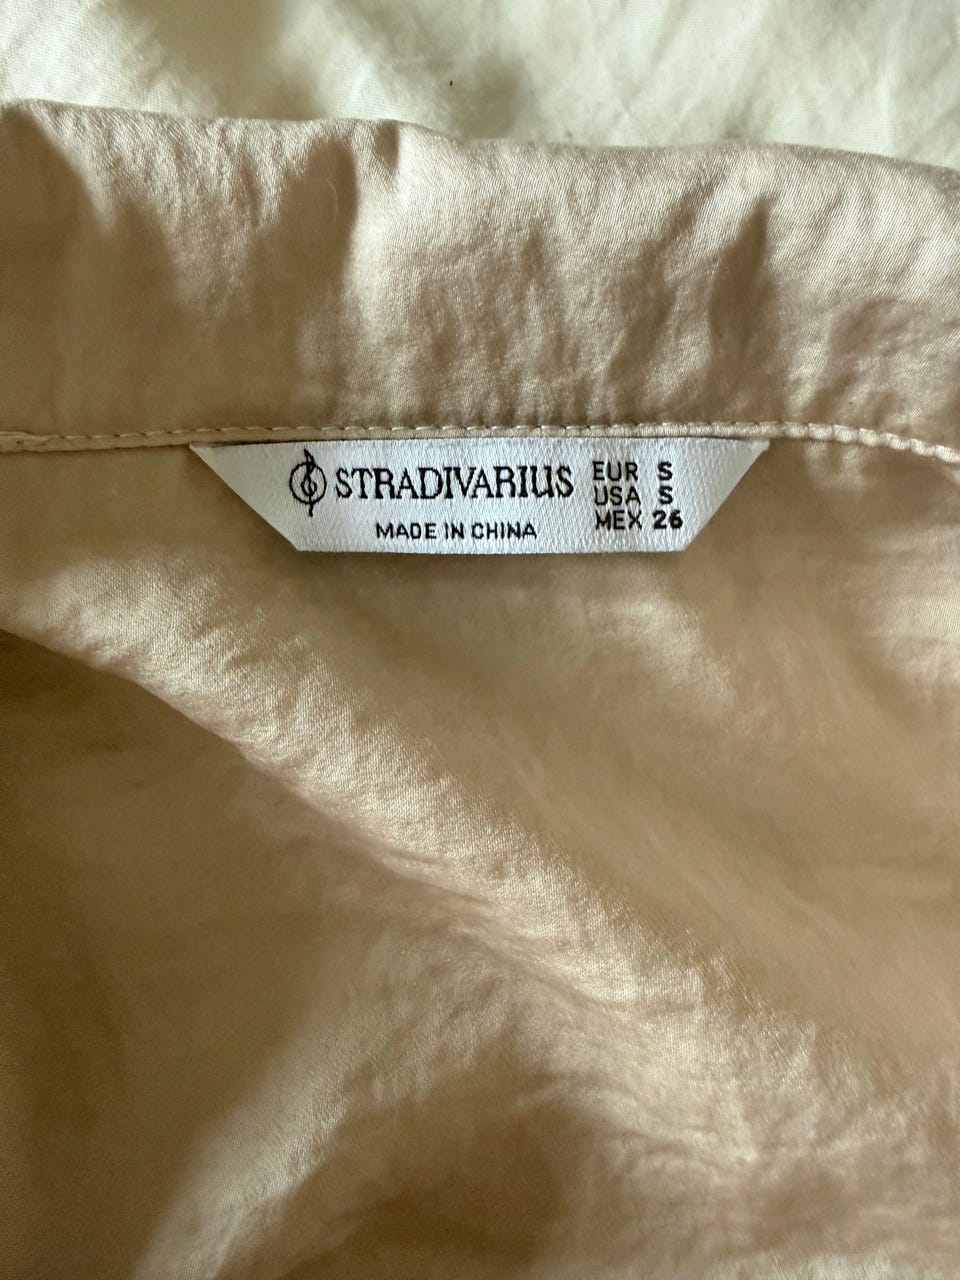 STRADIVARIUS
MADE IN CHINA
EUR S
USA S
MEX 26